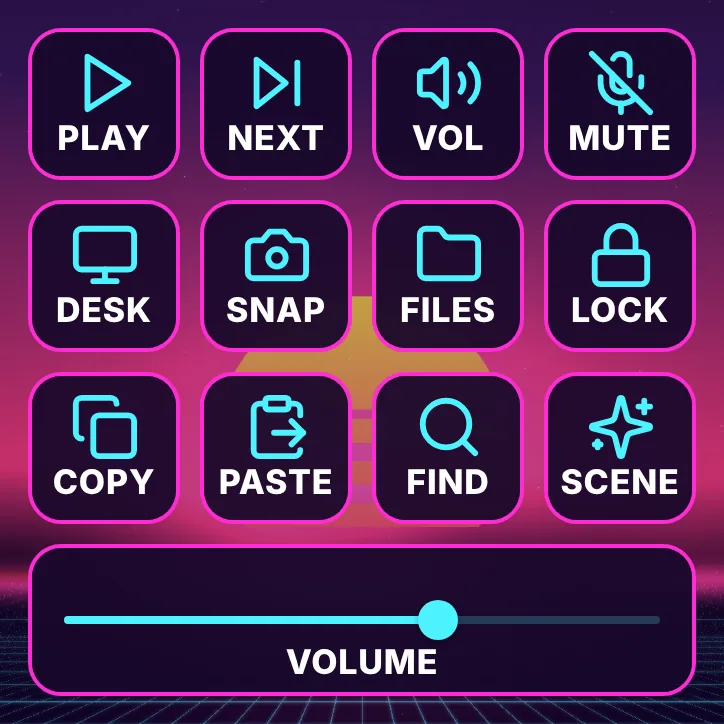 PLAY
NEXT
VOL
MUTE
DESK
SNAP
FILES
LOCK
COPY
PASTE
FIND
SCENE
VOLUME